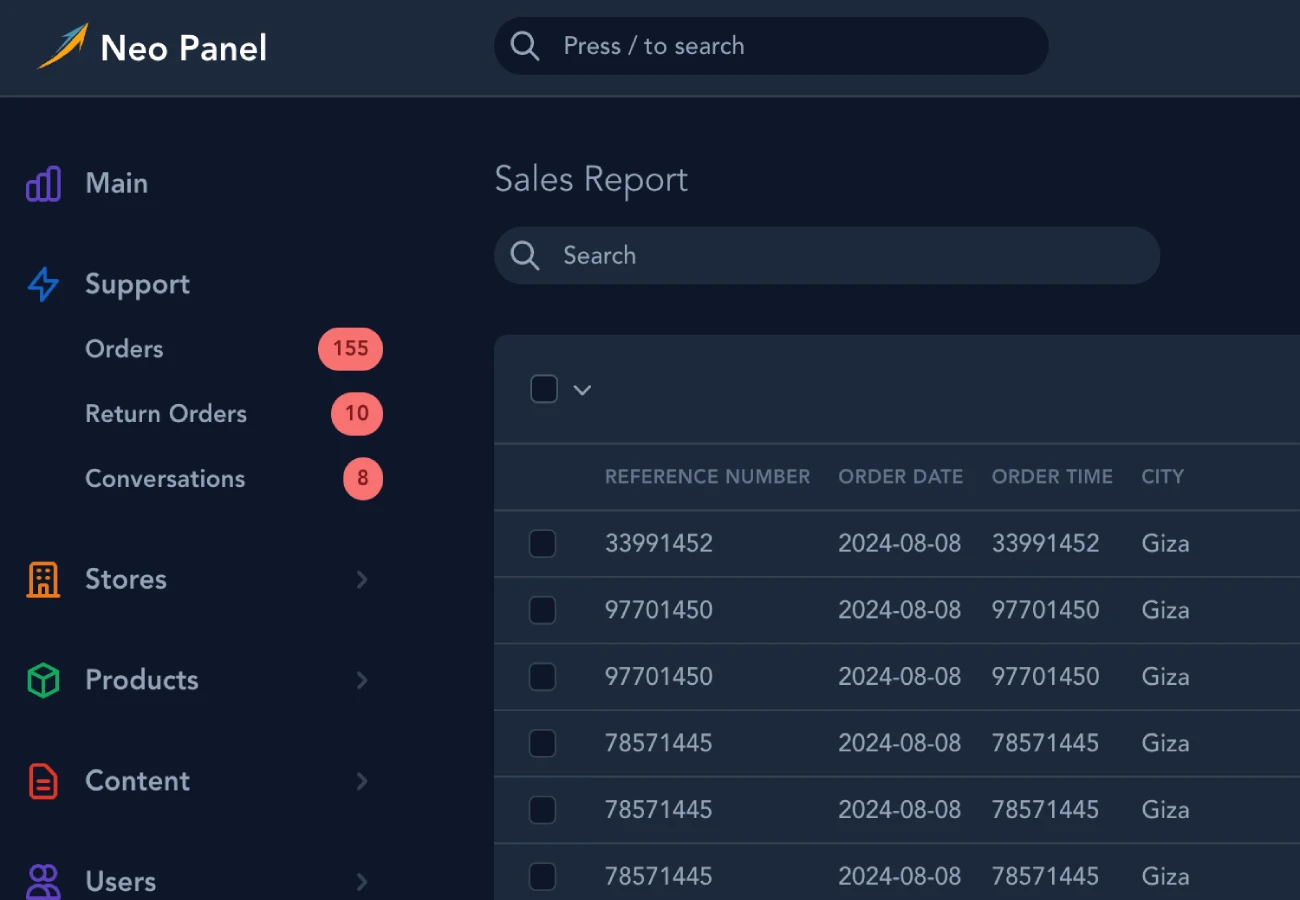 Neo Panel
Press / to search
Main
Support
Orders 155
Return Orders 10
Conversations 8
Stores
Products
Content
Users
Sales Report
Search
REFERENCE NUMBER ORDER DATE ORDER TIME CITY
33991452 2024-08-08 33991452 Giza
97701450 2024-08-08 97701450 Giza
97701450 2024-08-08 97701450 Giza
78571445 2024-08-08 78571445 Giza
78571445 2024-08-08 78571445 Giza
78571445 2024-08-08 78571445 Giza